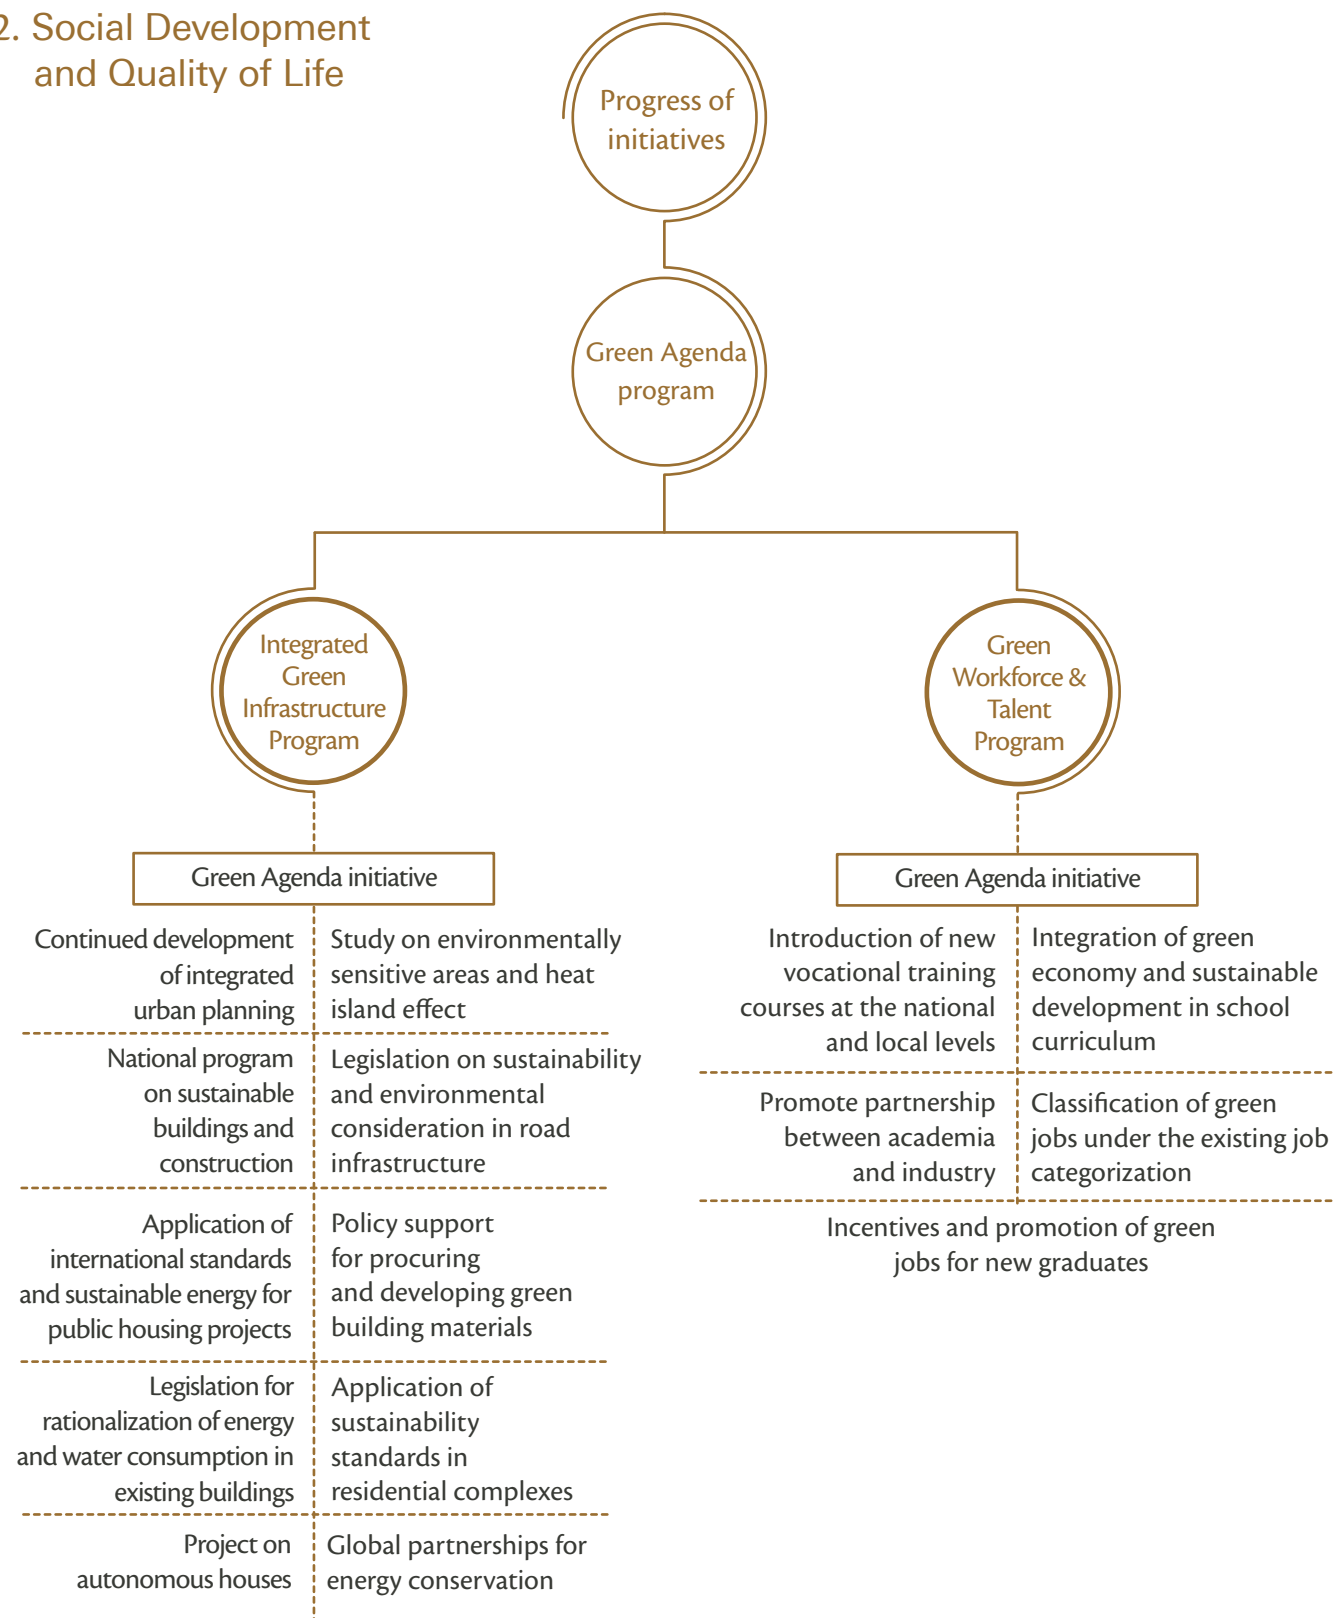 2. Social Development
and Quality of Life
Progress of
initiatives
Green Agenda
program
Integrated
Green
Infrastructure
Program
Green Agenda initiative
Continued development
of integrated
urban planning
Study on environmentally
sensitive areas and heat
island effect
National program
on sustainable
buildings and
construction
Legislation on sustainability
and environmental
consideration in road
infrastructure
Application of
international standards
and sustainable energy for
public housing projects
Policy support
for procuring
and developing green
building materials
Legislation for
rationalization of energy
and water consumption in
existing buildings
Application of
sustainability
standards in
residential complexes
Project on
autonomous houses
Global partnerships for
energy conservation
Green
Workforce &
Talent
Program
Green Agenda initiative
Introduction of new
vocational training
courses at the national
and local levels
Integration of green
economy and sustainable
development in school
curriculum
Promote partnership
between academia
and industry
Classification of green
jobs under the existing job
categorization
Incentives and promotion of green
jobs for new graduates